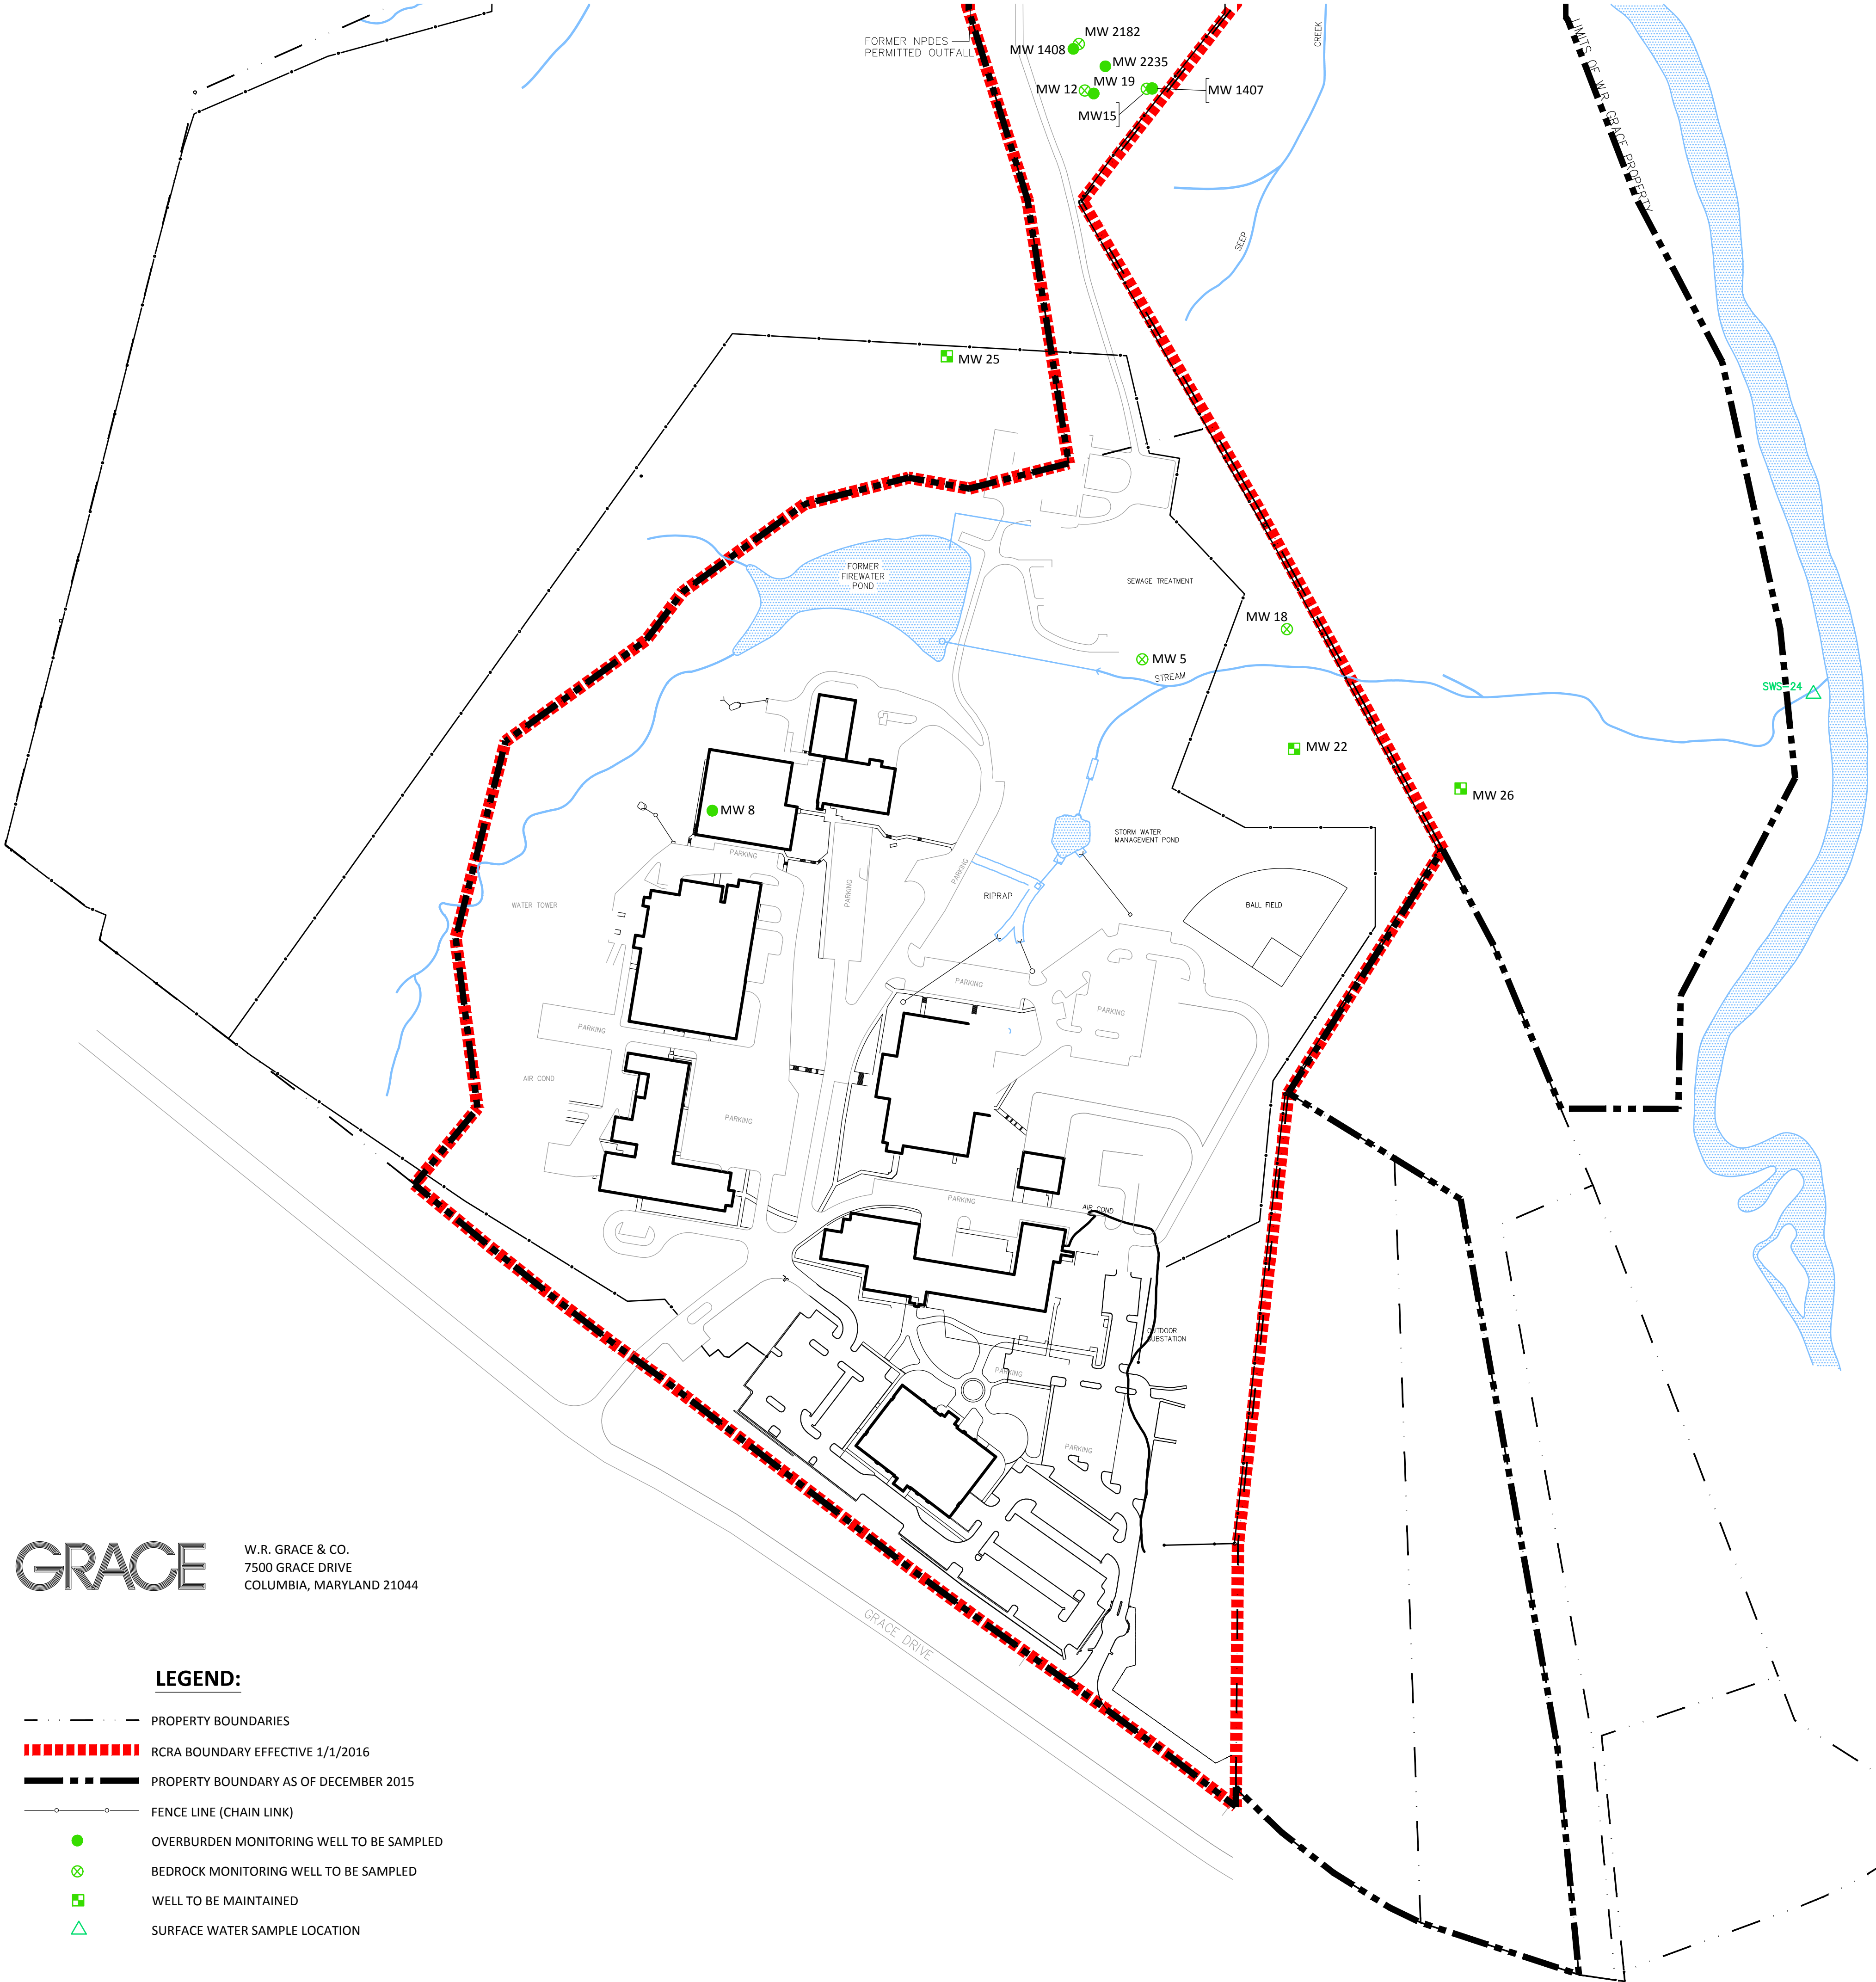 FORMER NPDES
PERMITTED OUTFALL
MW 2182
MW 1408
MW 2235
MW 12
MW 19
MW 1407
MW15
CREEK
SEEP
LIMITS OF W.R. GRACE PROPERTY
MW 25
FORMER
FIREWATER
POND
SEWAGE TREATMENT
MW 18
MW 5
STREAM
SWS-24
MW 22
MW 26
MW 8
STORM WATER
MANAGEMENT POND
PARKING
PARKING
PARKING
RIPRAP
BALL FIELD
WATER TOWER
PARKING
PARKING
PARKING
AIR COND
PARKING
PARKING
AIR COND
OUTDOOR
SUBSTATION
PARKING
PARKING
GRACE DRIVE
GRACE
W.R. GRACE & CO.
7500 GRACE DRIVE
COLUMBIA, MARYLAND 21044
LEGEND:
PROPERTY BOUNDARIES
RCRA BOUNDARY EFFECTIVE 1/1/2016
PROPERTY BOUNDARY AS OF DECEMBER 2015
FENCE LINE (CHAIN LINK)
OVERBURDEN MONITORING WELL TO BE SAMPLED
BEDROCK MONITORING WELL TO BE SAMPLED
WELL TO BE MAINTAINED
SURFACE WATER SAMPLE LOCATION